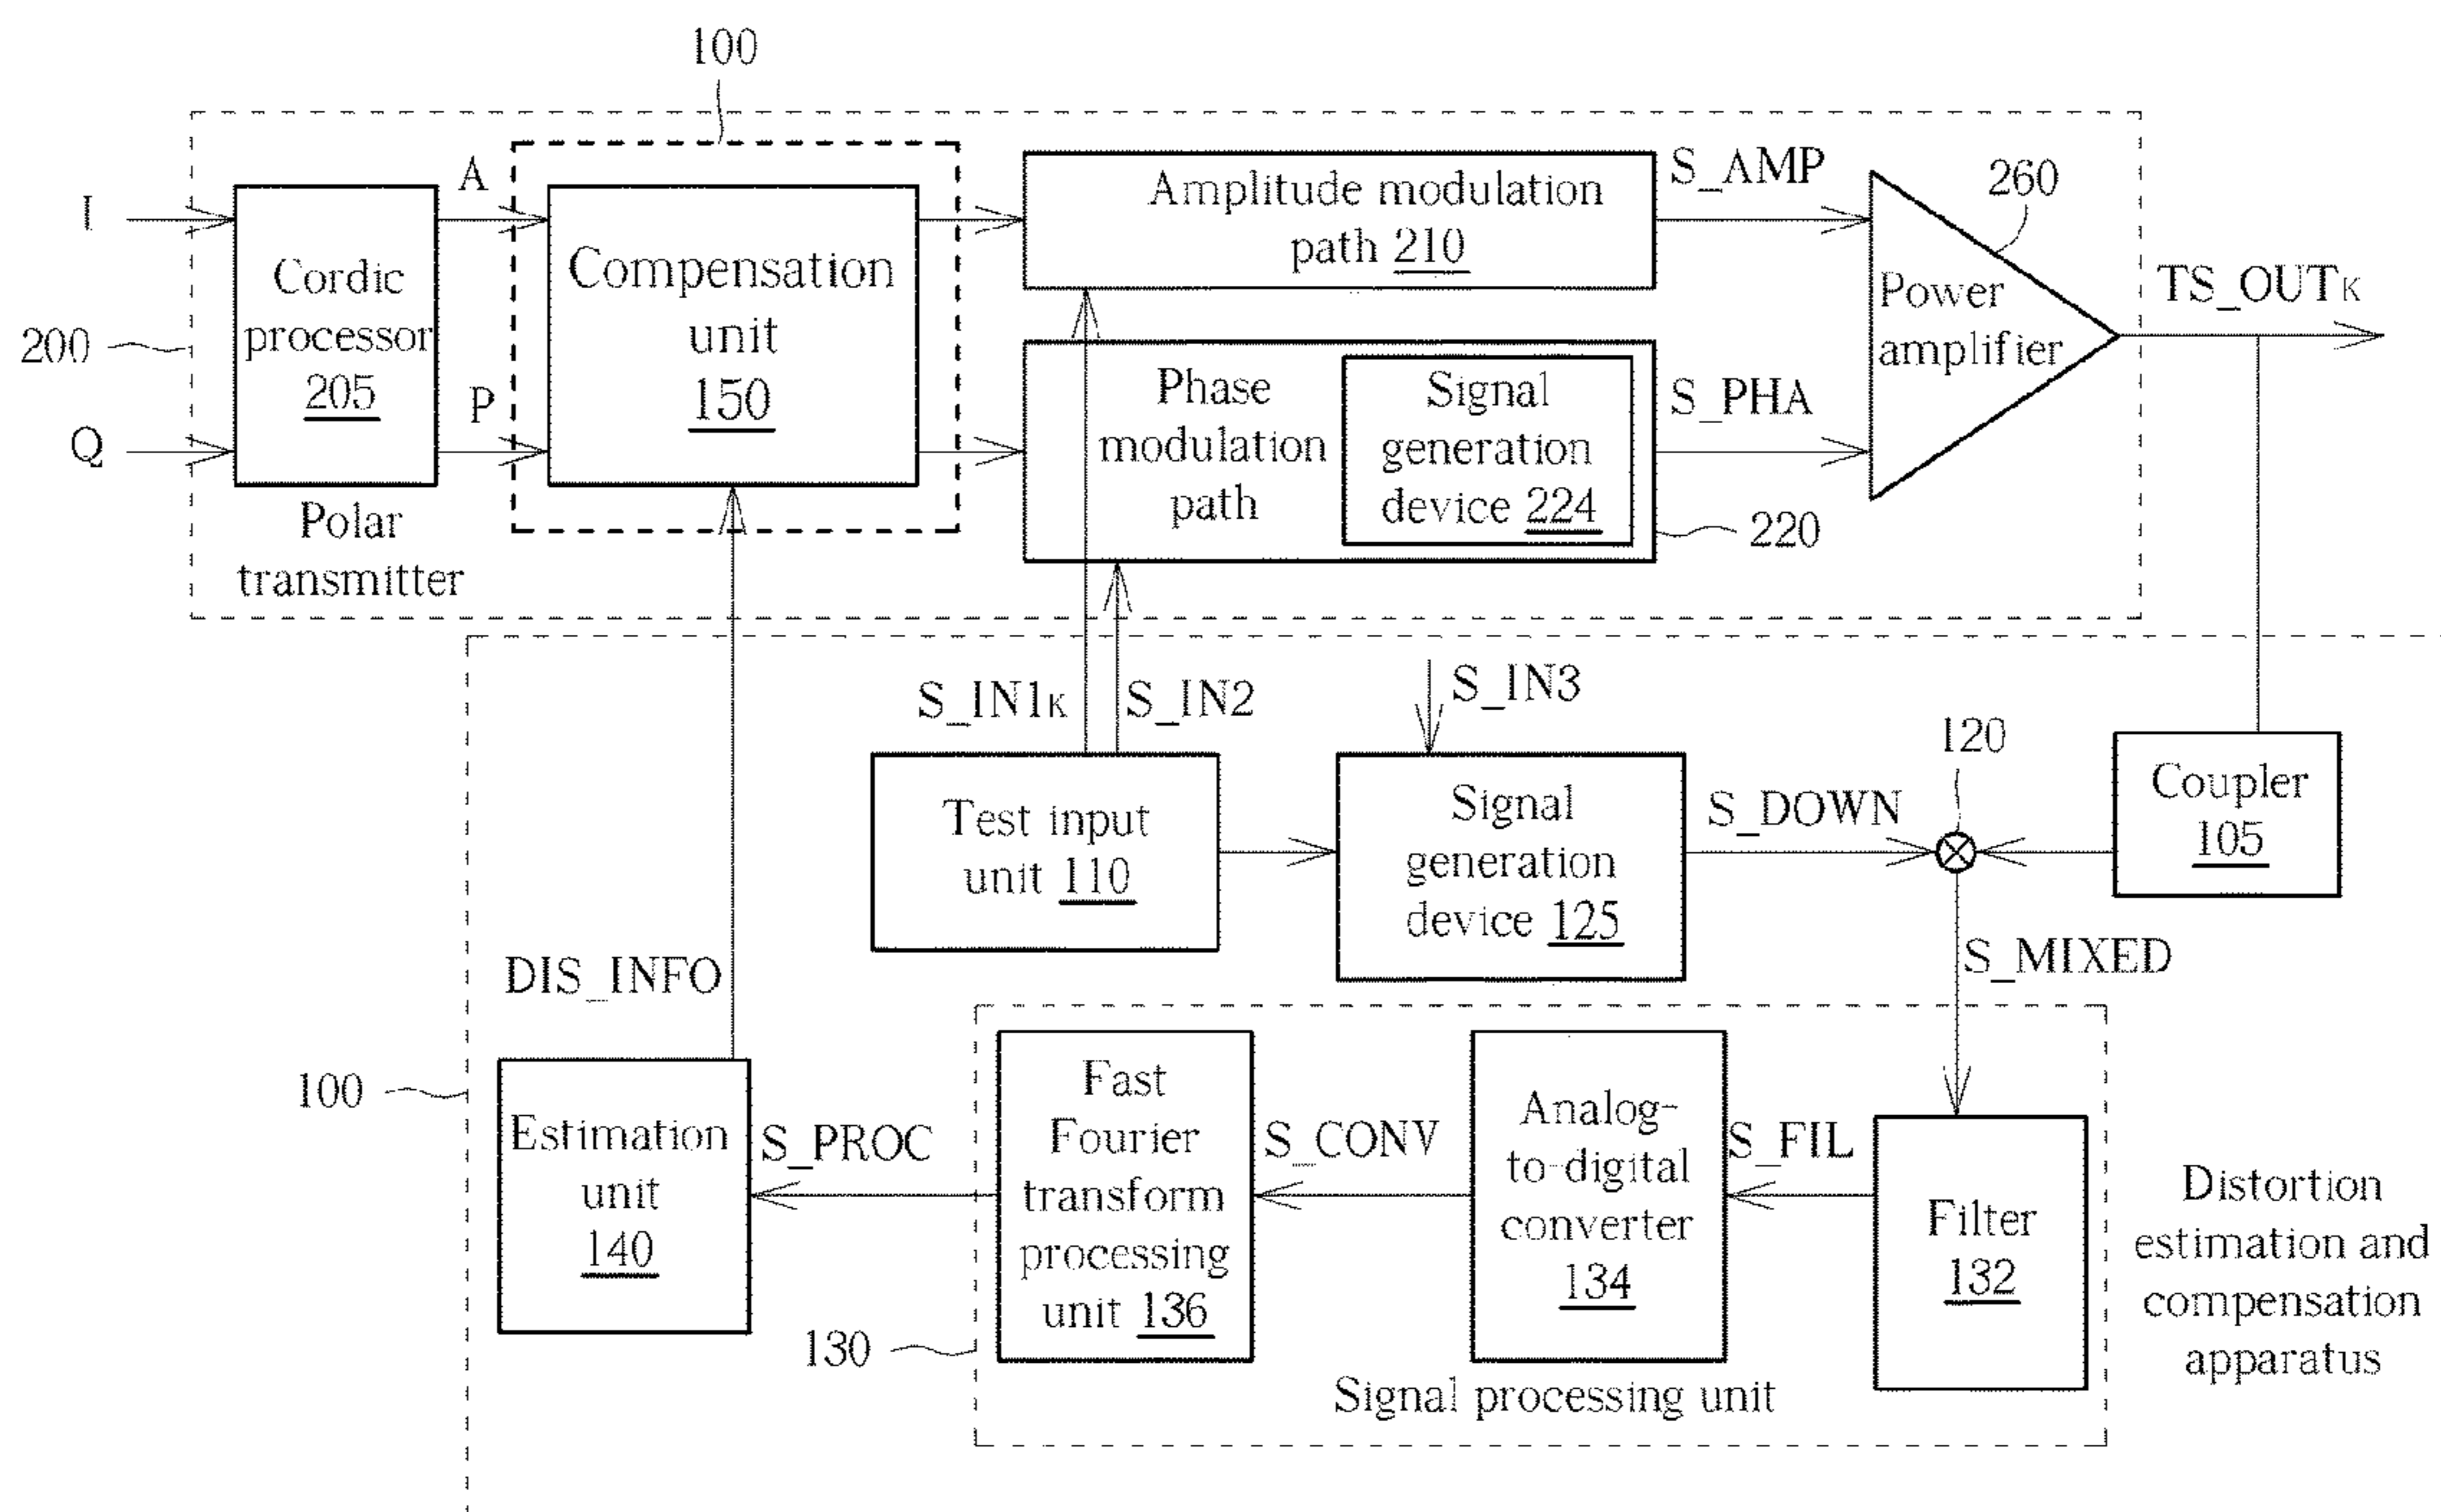 100
I
Q
200
A
P
Cordic
processor
205
Polar
transmitter
Compensation
unit
150
Amplitude modulation
path 210
Phase
modulation
path
Signal
generation
device 224
220
S_AMP
S_PHA
260
Power
amplifier
TS_OUTK
S_IN1K
S_IN2
S_IN3
Test input
unit 110
Signal
generation
device 125
S_DOWN
120
Coupler
105
S_MIXED
DIS_INFO
100
Estimation
unit
140
S_PROC
Fast
Fourier
transform
processing
unit 136
S_CONV
Analog-
to-digital
converter
134
S_FIL
Filter
132
130
Signal processing unit
Distortion
estimation and
compensation
apparatus